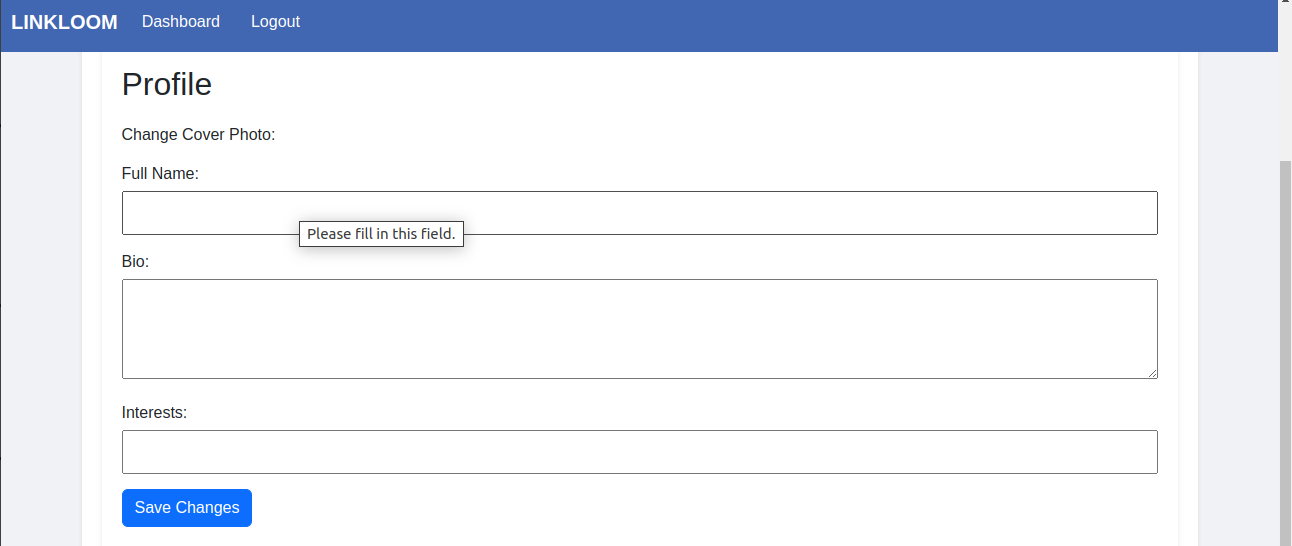 LINKLOOM Dashboard Logout
Profile
Change Cover Photo:
Full Name:
Please fill in this field.
Bio:
Interests:
Save Changes